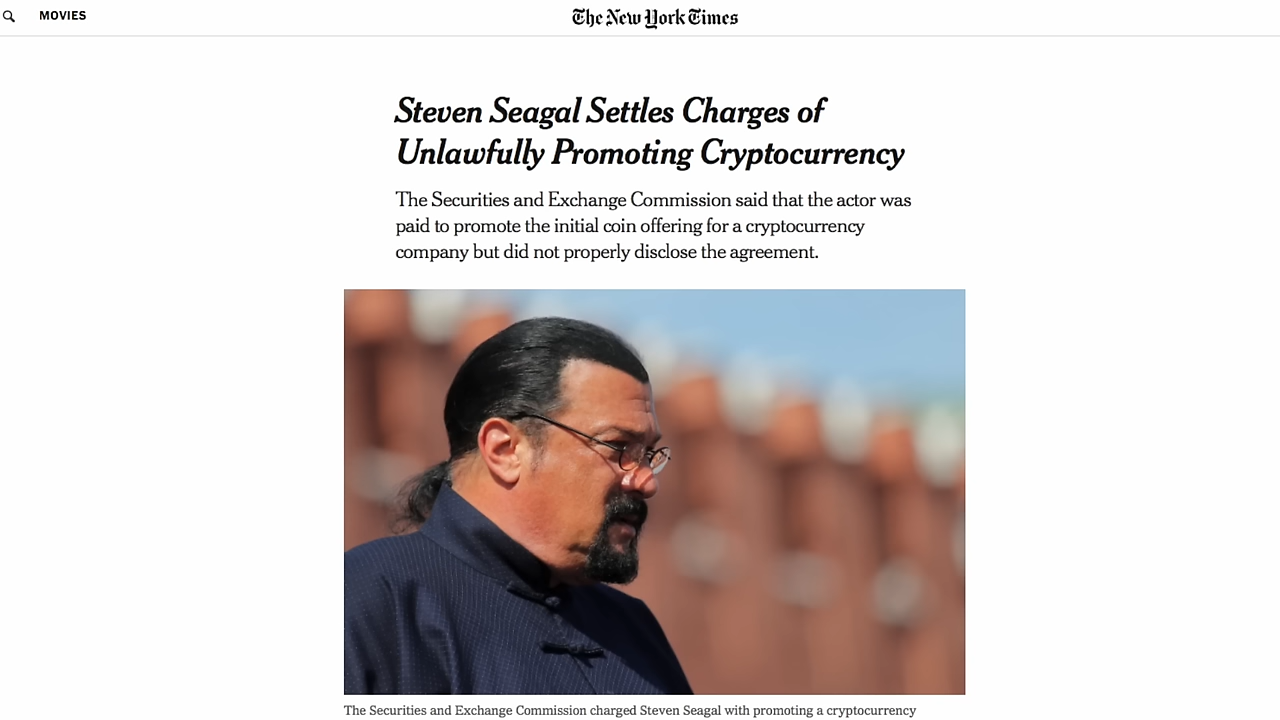 MOVIES
The New York Times
Steven Seagal Settles Charges of
Unlawfully Promoting Cryptocurrency
The Securities and Exchange Commission said that the actor was
paid to promote the initial coin offering for a cryptocurrency
company but did not properly disclose the agreement.
The Securities and Exchange Commission charged Steven Seagal with promoting a cryptocurrency